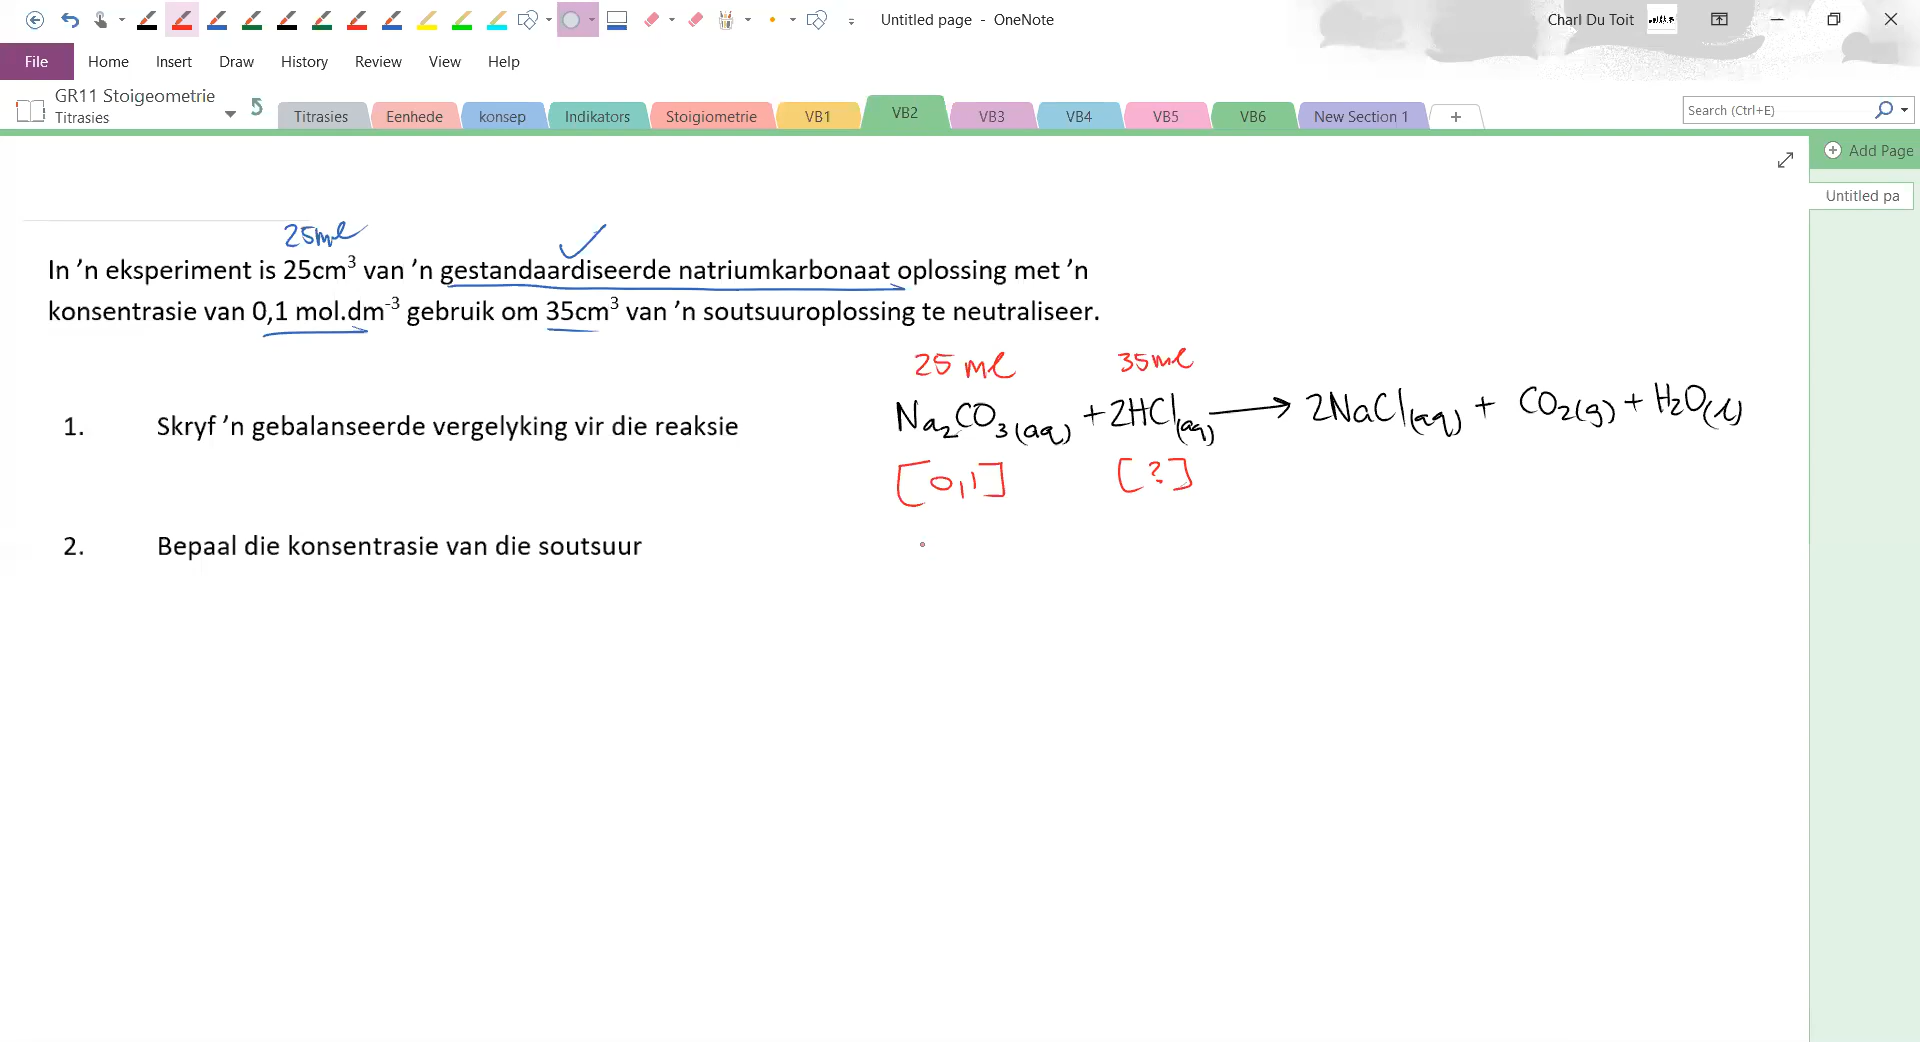 Untitled page - OneNote
Charl Du Toit
File Home Insert Draw History Review View Help
GR11 Stoigeometrie
Titrasies
Titrasies Eenhede konsep Indikators Stoigiometrie VB1 VB2 VB3 VB4 VB5 VB6 New Section 1 +
Search (Ctrl+E)
Add Page
Untitled pa
25ml
In ’n eksperiment is 25cm³ van ’n gestandaardiseerde natriumkarbonaat oplossing met ’n
konsentrasie van 0,1 mol.dm⁻³ gebruik om 35cm³ van ’n soutsuuroplossing te neutraliseer.
25 ml 35ml
1. Skryf ’n gebalanseerde vergelyking vir die reaksie
Na₂CO₃(aq) + 2HCl(aq) → 2NaCl(aq) + CO₂(g) + H₂O(l)
[0,1] [?]
2. Bepaal die konsentrasie van die soutsuur